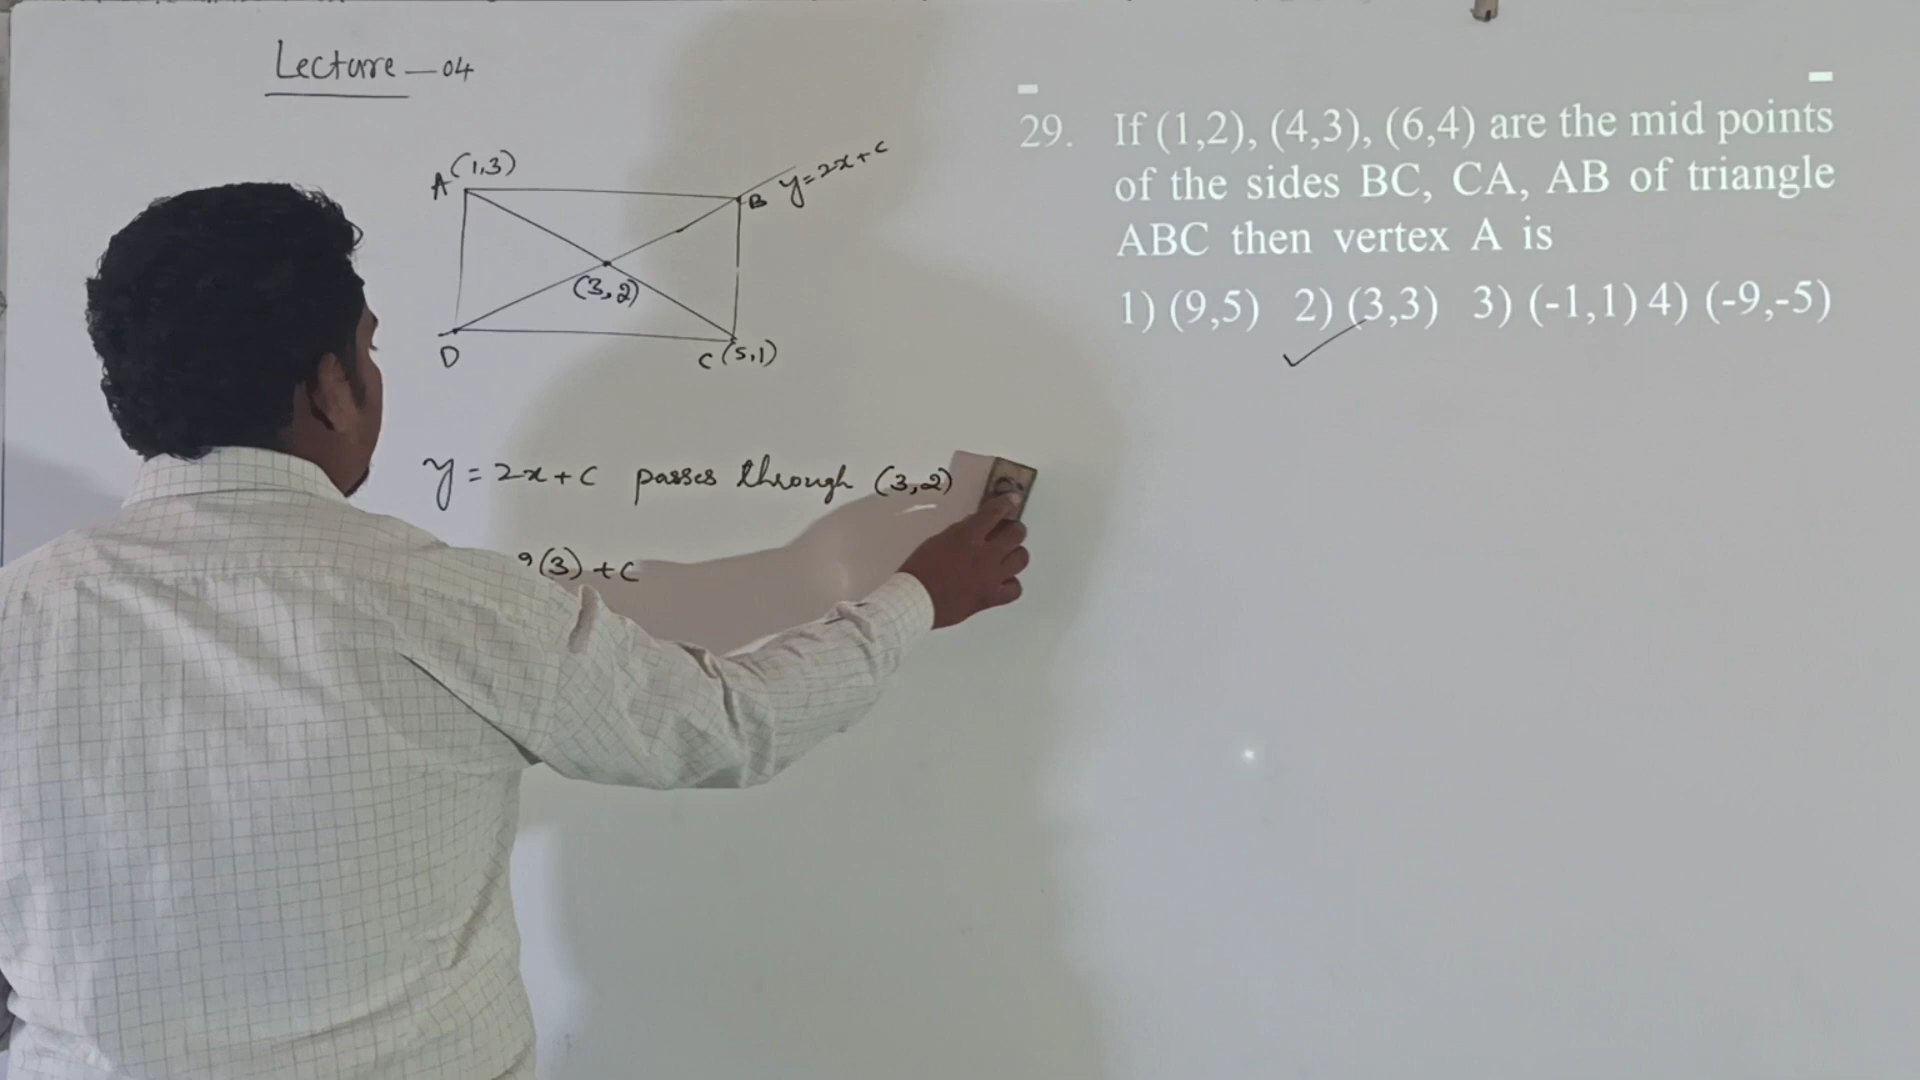 Lecture - 04
A (1,3)
B y=2x+c
(3,2)
D
C (5,1)
y = 2x+c passes through (3,2)
(3) + c
29. If (1,2), (4,3), (6,4) are the mid points
of the sides BC, CA, AB of triangle
ABC then vertex A is
1) (9,5) 2) (3,3) 3) (-1,1) 4) (-9,-5)